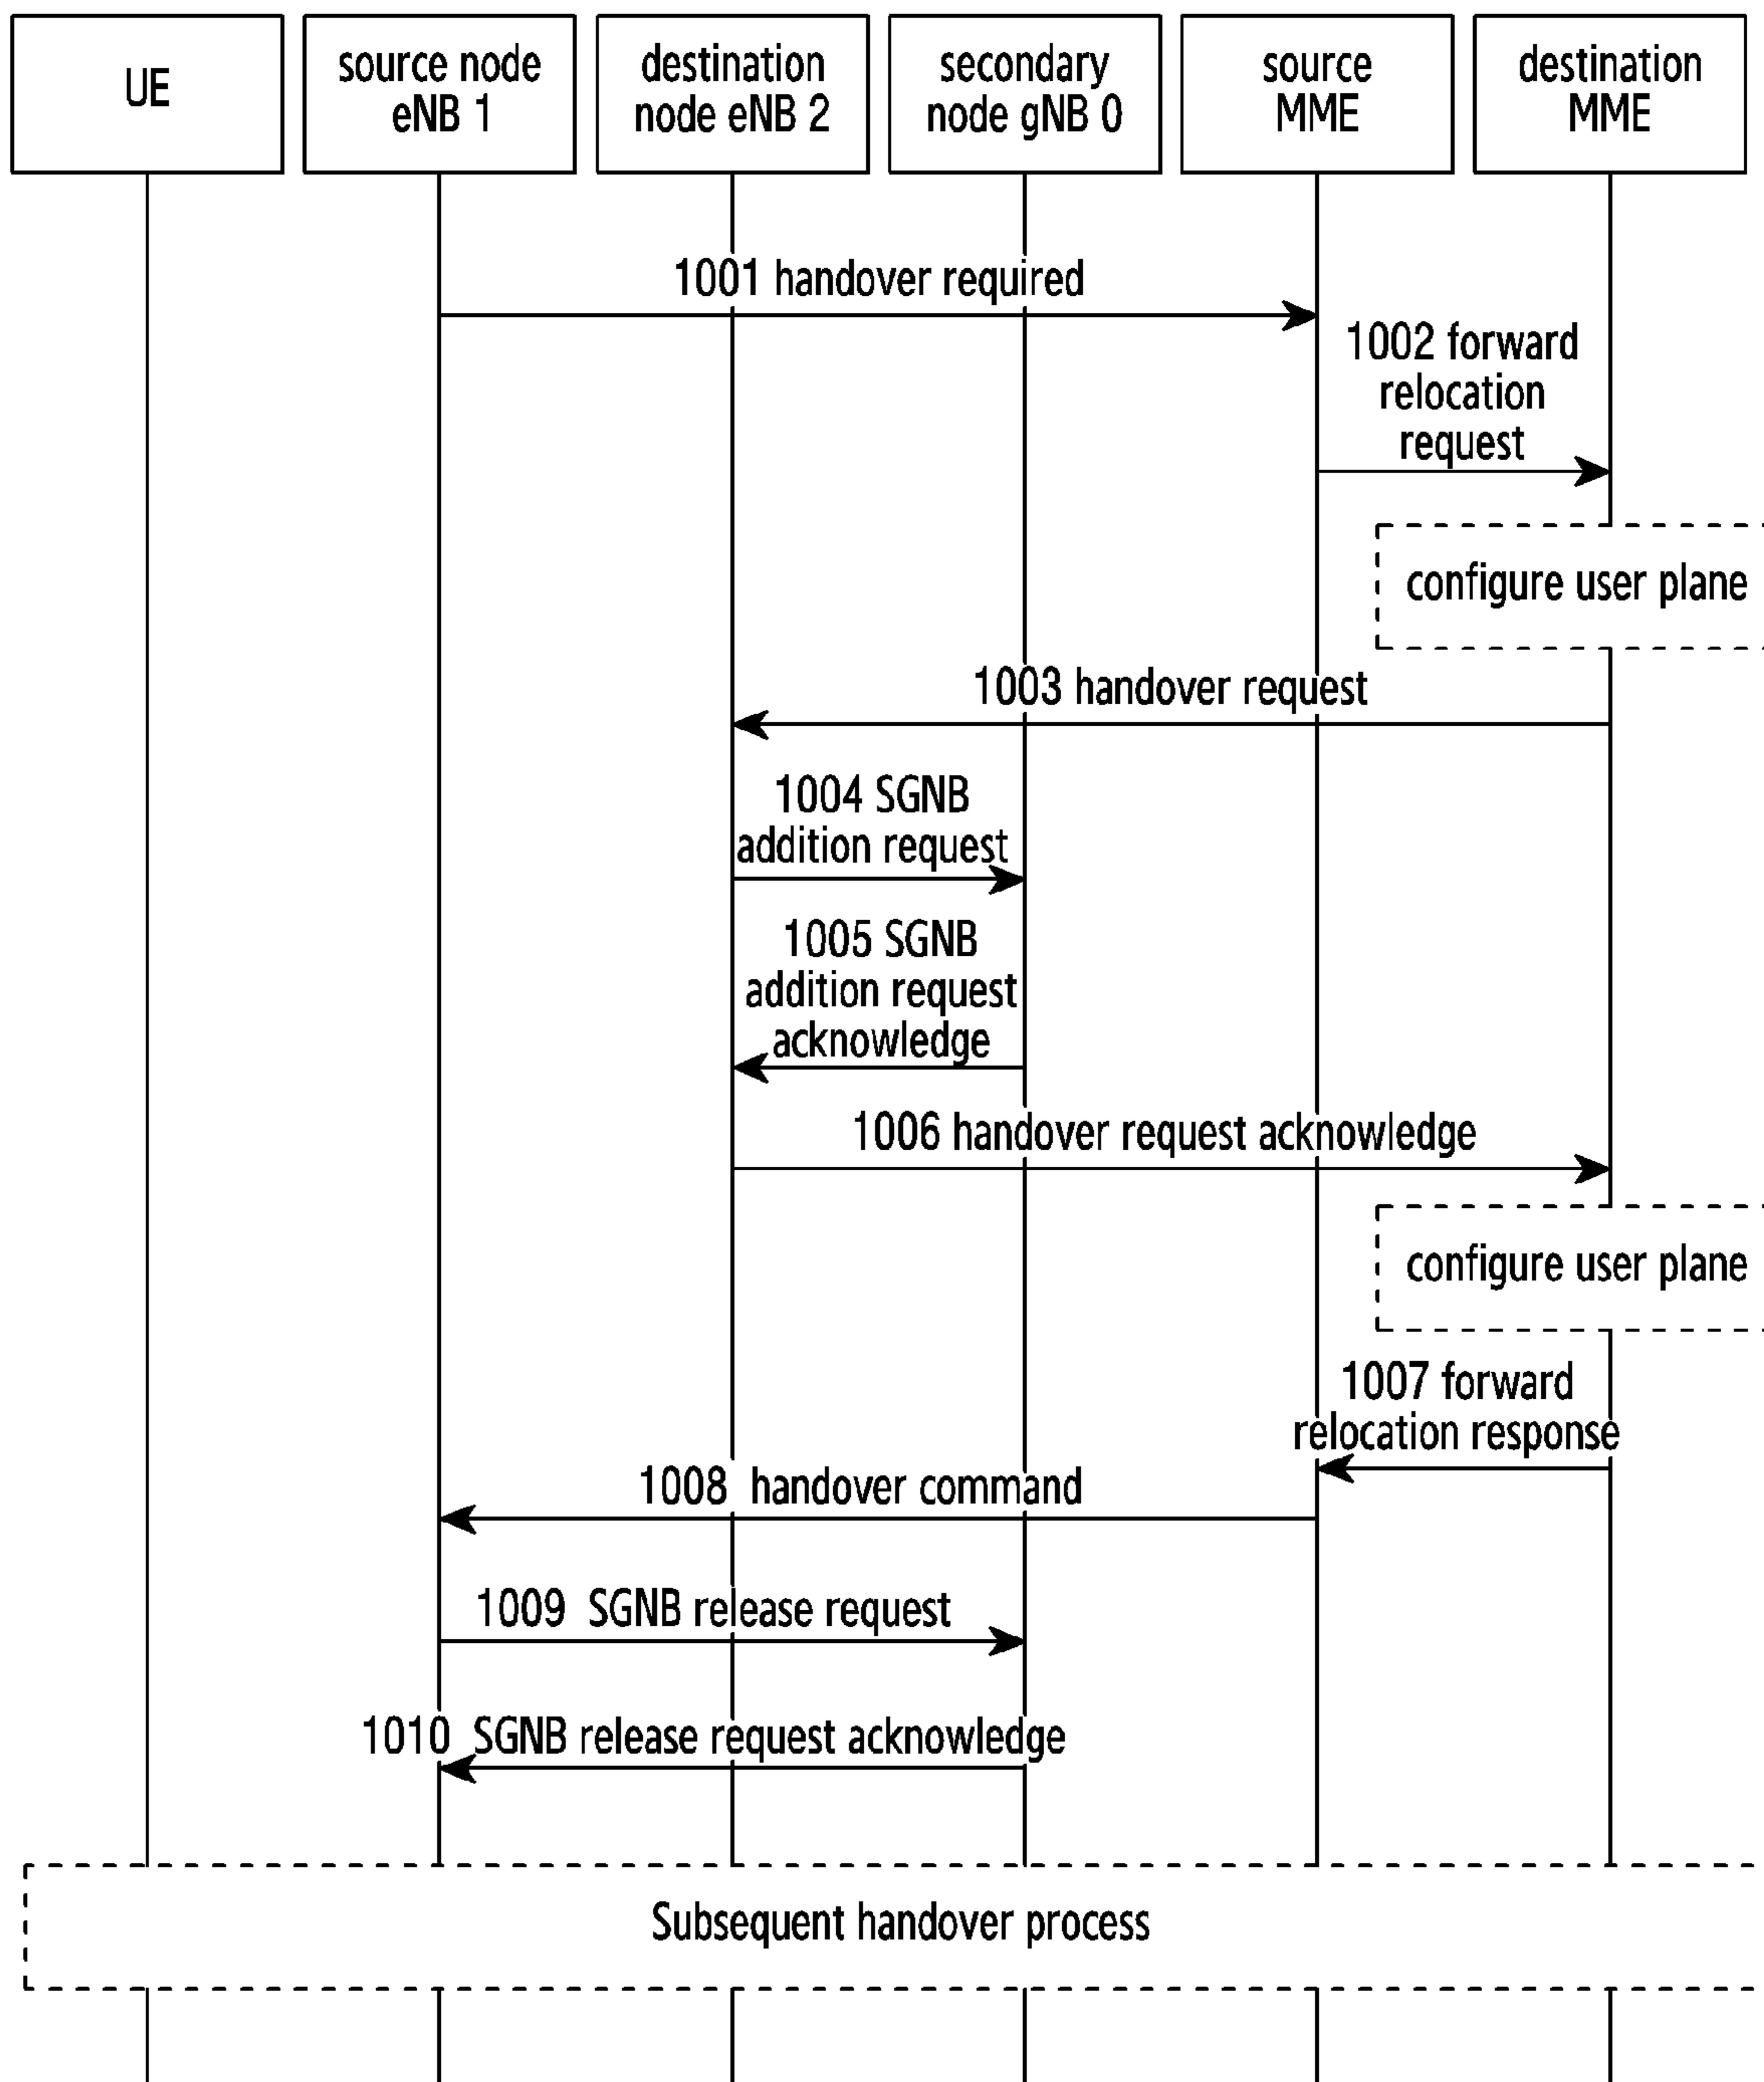 UE
source node
eNB 1
destination
node eNB 2
secondary
node gNB 0
source
MME
destination
MME
1001 handover required
1002 forward
relocation
request
configure user plane
1003 handover request
1004 SGNB
addition request
1005 SGNB
addition request
acknowledge
1006 handover request acknowledge
configure user plane
1007 forward
relocation response
1008 handover command
1009 SGNB release request
1010 SGNB release request acknowledge
Subsequent handover process